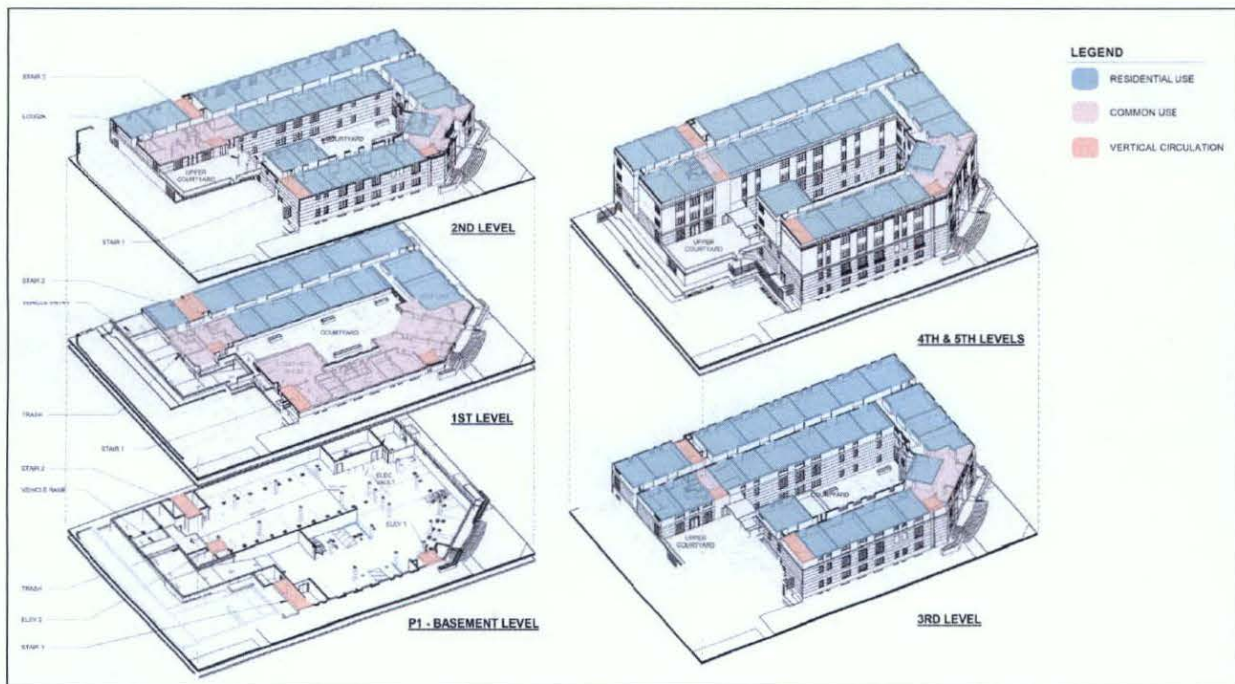 STAIR 2
LOGGIA
COURTYARD
UPPER
COURTYARD
STAIR 1
2ND LEVEL
STAIR 2
COURTYARD
TRASH
STAIR 1
1ST LEVEL
STAIR 2
VEHICLE RAMP
ELEC
VAULT
ELEV 1
TRASH
ELEV 2
STAIR 1
P1 - BASEMENT LEVEL
UPPER
COURTYARD
4TH & 5TH LEVELS
COURTYARD
UPPER
COURTYARD
3RD LEVEL
LEGEND
RESIDENTIAL USE
COMMON USE
VERTICAL CIRCULATION